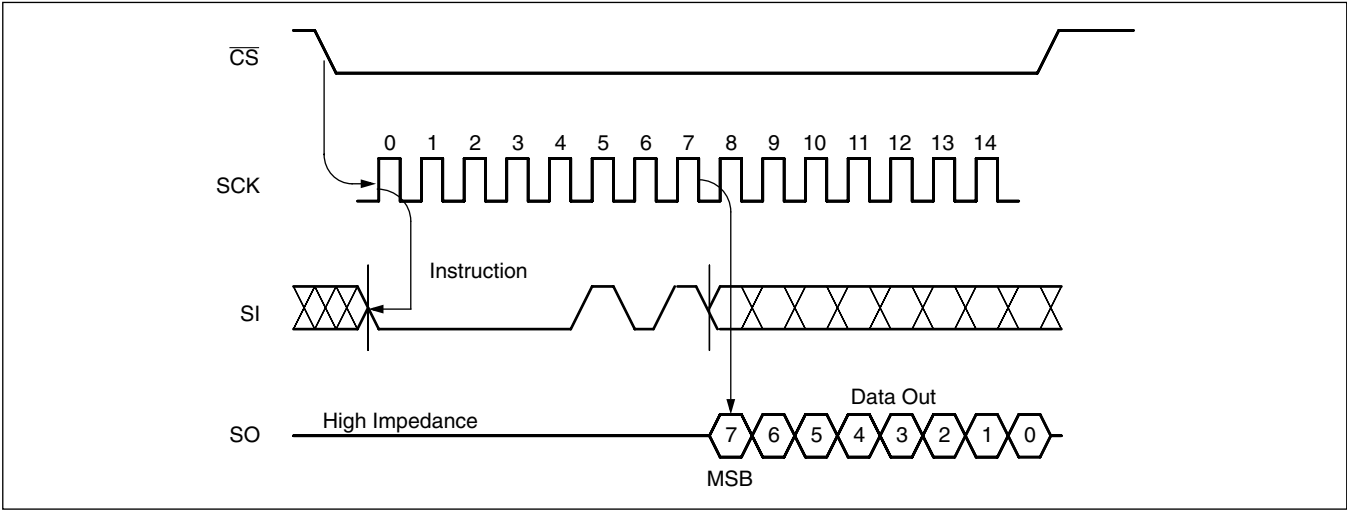 C̅S̅
0 1 2 3 4 5 6 7 8 9 10 11 12 13 14
SCK
Instruction
SI
Data Out
High Impedance
SO
7 6 5 4 3 2 1 0
MSB